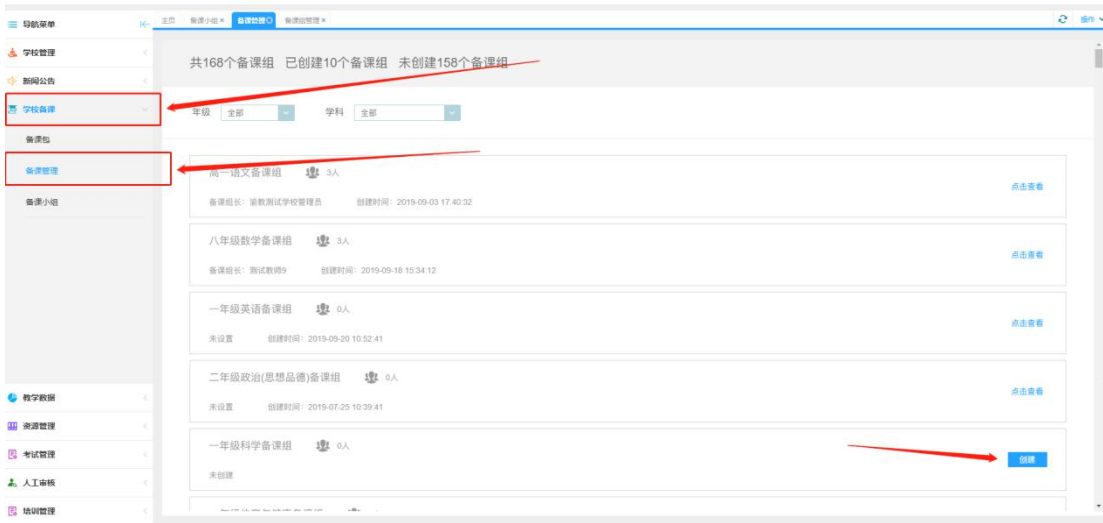 导航菜单
主页 备课小组× 备课管理 备课组管理× 操作
学校管理
新闻公告
学校备课
备课包
备课管理
备课小组
教学数据
资源管理
考试管理
人工审核
培训管理
共168个备课组 已创建10个备课组 未创建158个备课组
年级 全部 学科 全部
高一语文备课组 3人
点击查看
备课组长：渝教测试学校管理员 创建时间：2019-09-03 17:40:32
八年级数学备课组 3人
点击查看
备课组长：测试教师9 创建时间：2019-09-18 15:34:12
一年级英语备课组 0人
点击查看
未设置 创建时间：2019-09-20 10:52:41
二年级政治(思想品德)备课组 0人
点击查看
未设置 创建时间：2019-07-25 10:39:41
一年级科学备课组 0人
创建
未创建